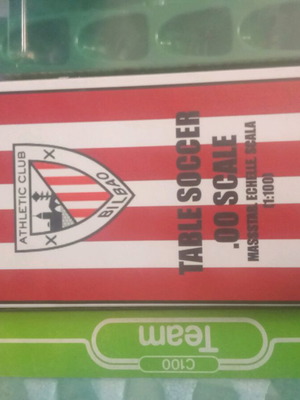 ATHLETIC CLUB
BILBAO
TABLE SOCCER
.00 SCALE
MASSSTAB, ECHELLE, SCALA
(1:100)
Team
C100